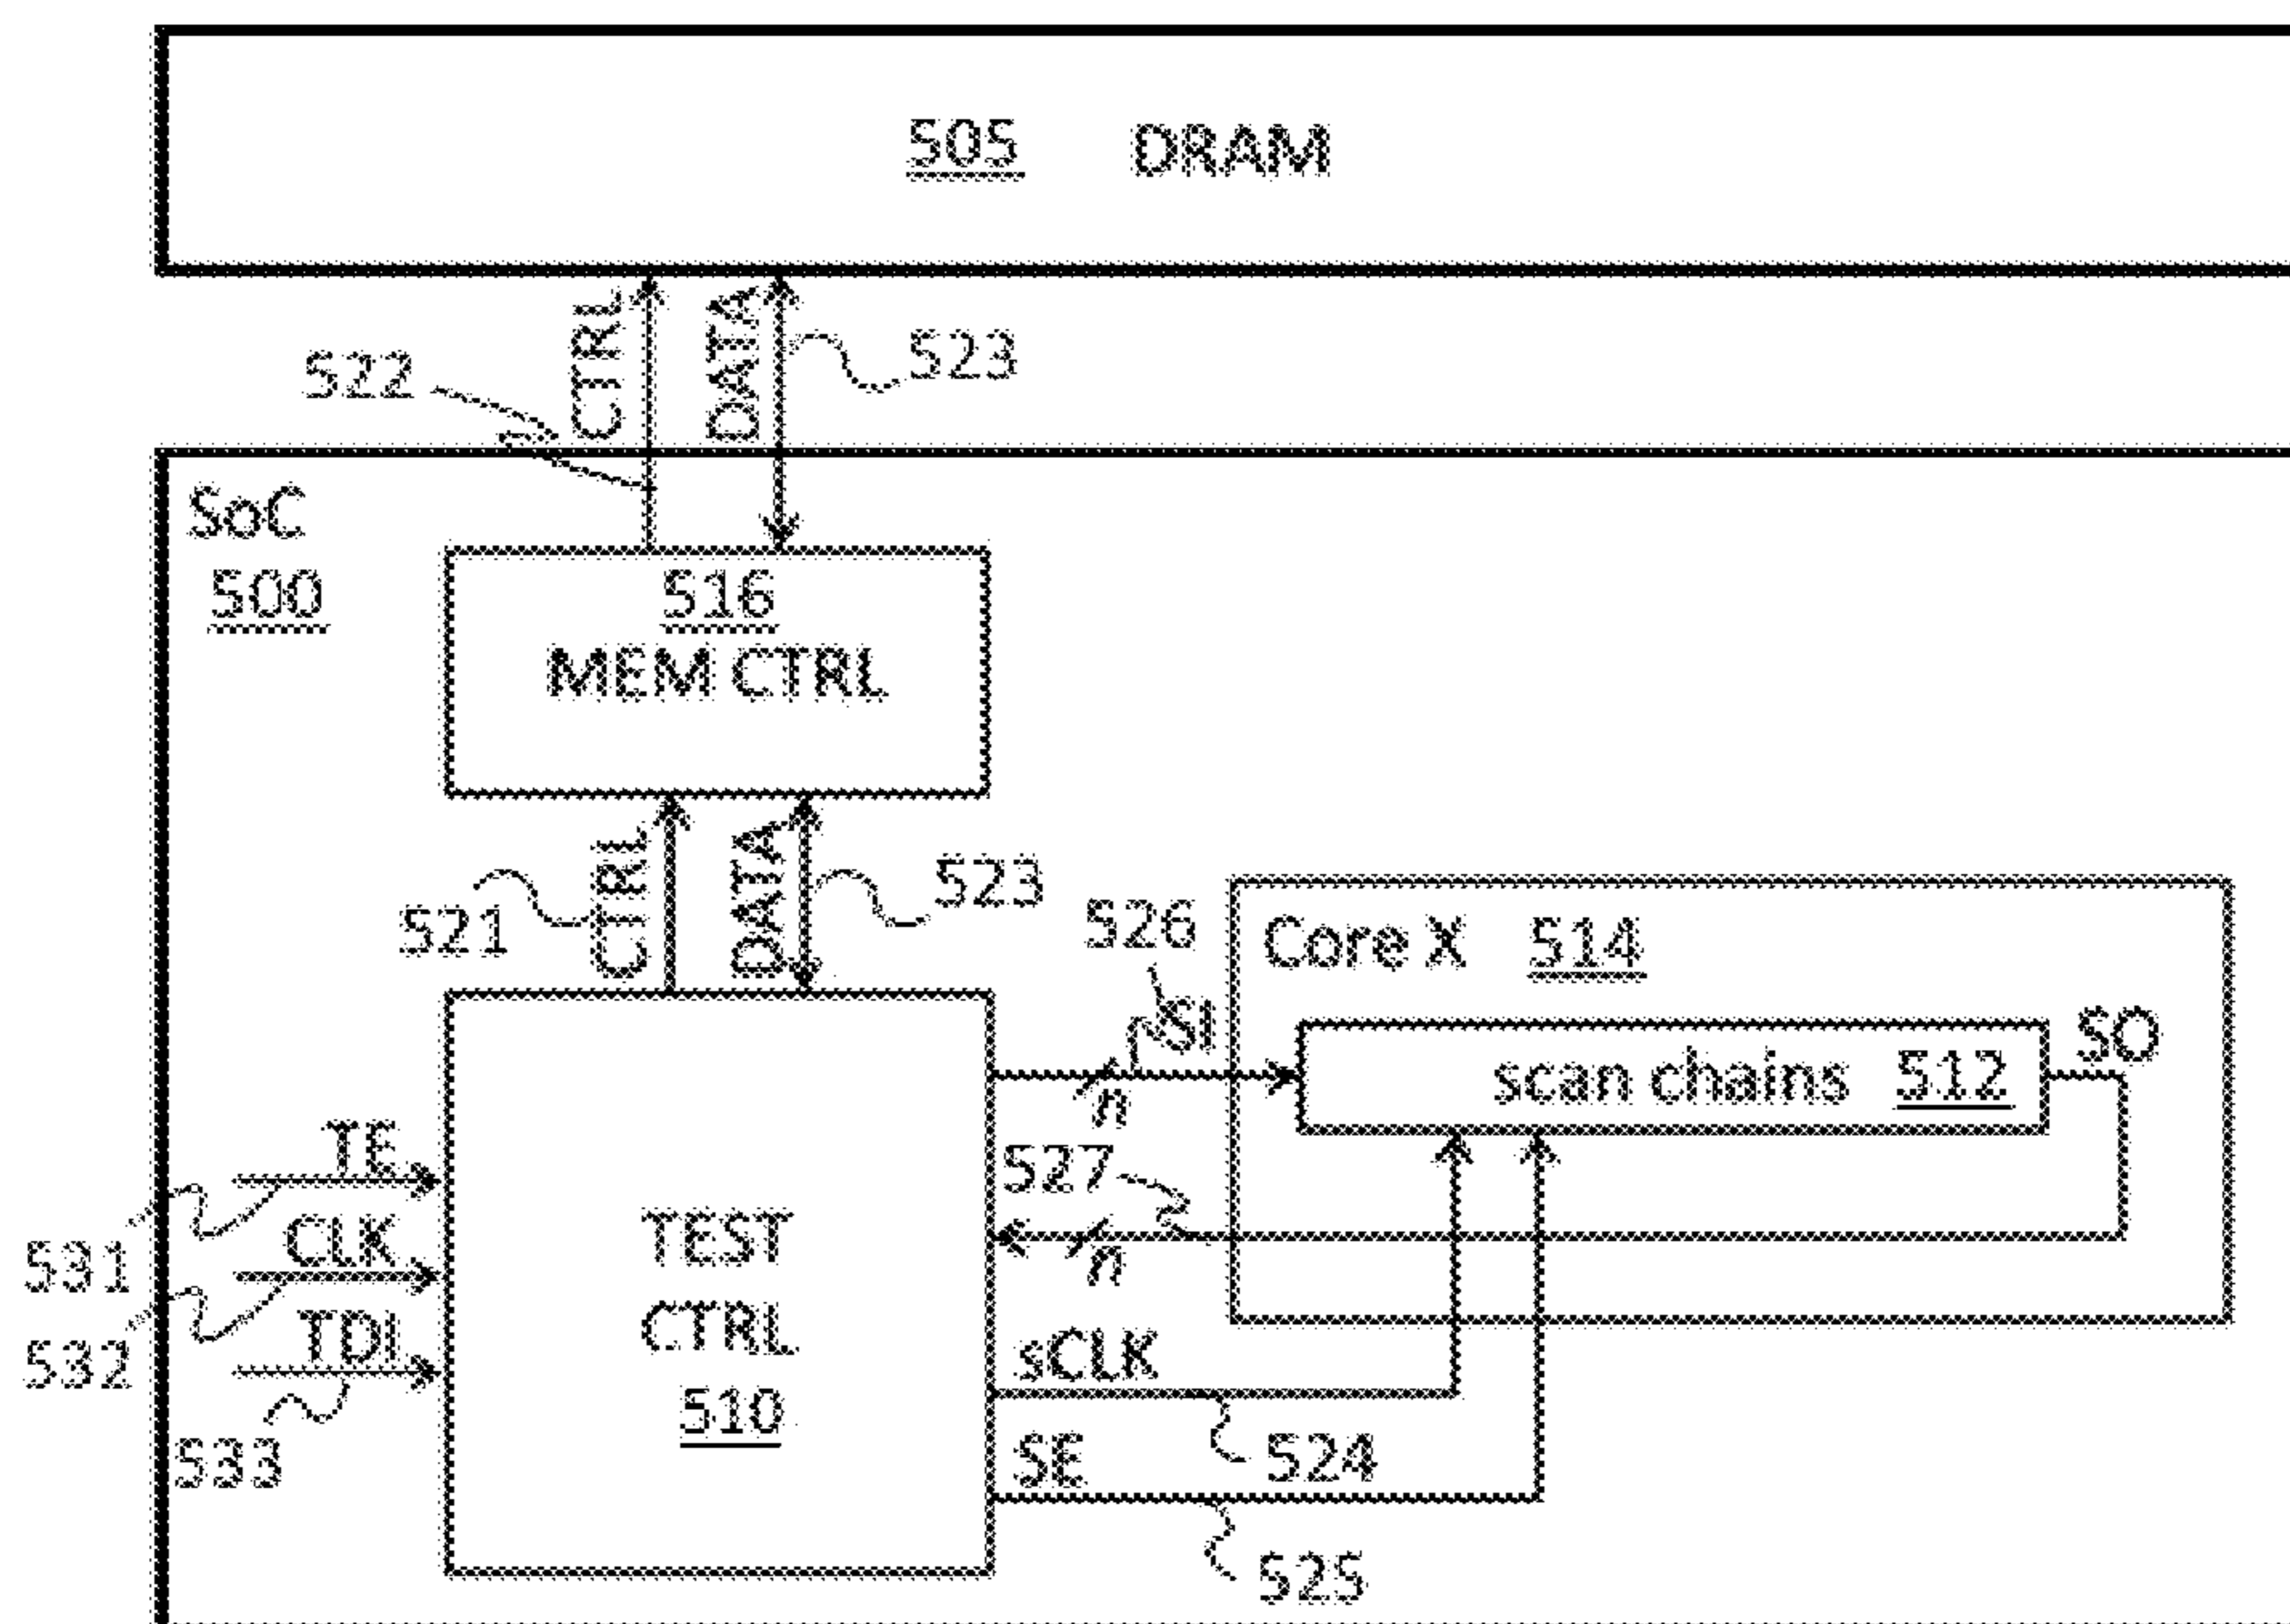 505 DRAM
CTRL
DATA
522
523
SoC
500
516
MEM CTRL
CTRL
DATA
521
523
526
Core X 514
SI
SO
scan chains 512
n
TE
527
531
CLK
n
TEST
CTRL
510
532
TDI
sCLK
533
SE
524
525